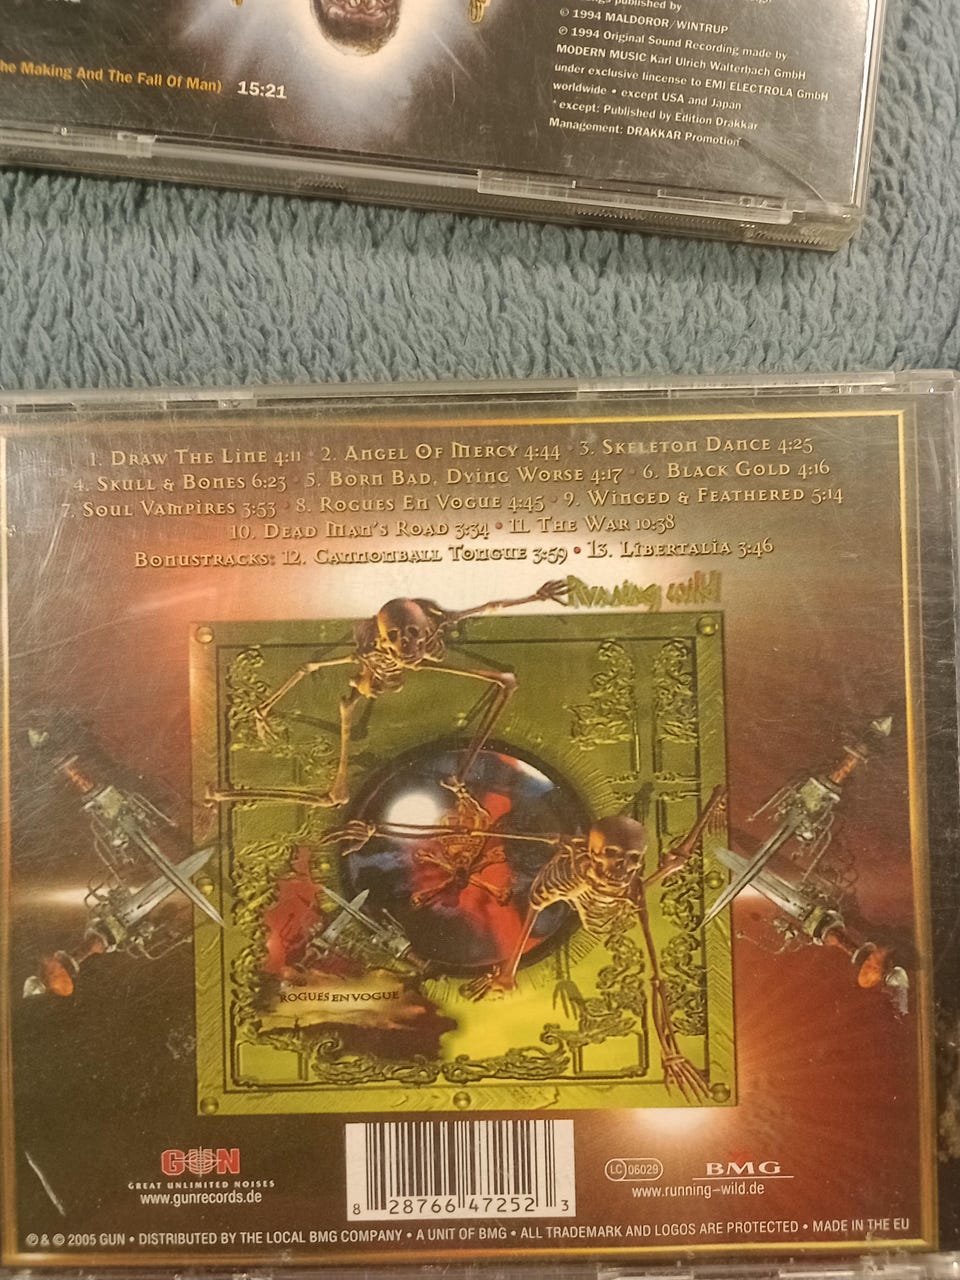 he Making And The Fall Of Man) 15:21
published by
© 1994 MALDOROR/WINTRUP
℗ 1994 Original Sound Recording made by
MODERN MUSIC Karl Ulrich Walterbach GmbH
under exclusive lincense to EMI ELECTROLA GmbH
worldwide • except USA and Japan
* except: Published by Edition Drakkar
Management: DRAKKAR Promotion
1. Draw The Line 4:11 • 2. Angel Of Mercy 4:44 • 3. Skeleton Dance 4:25
4. Skull & Bones 6:23 • 5. Born Bad, Dying Worse 4:17 • 6. Black Gold 4:16
7. Soul Vampires 3:53 • 8. Rogues En Vogue 4:45 • 9. Winged & Feathered 5:14
10. Dead Man's Road 3:34 • 11. The War 10:38
Bonustracks: 12. Cannonball Tongue 3:59 • 13. Libertalia 3:46
Running Wild
ROGUES EN VOGUE
GUN
GREAT UNLIMITED NOISES
www.gunrecords.de
8 28766 47252 3
LC 06029
BMG
www.running-wild.de
℗ & © 2005 GUN • DISTRIBUTED BY THE LOCAL BMG COMPANY • A UNIT OF BMG • ALL TRADEMARK AND LOGOS ARE PROTECTED • MADE IN THE EU